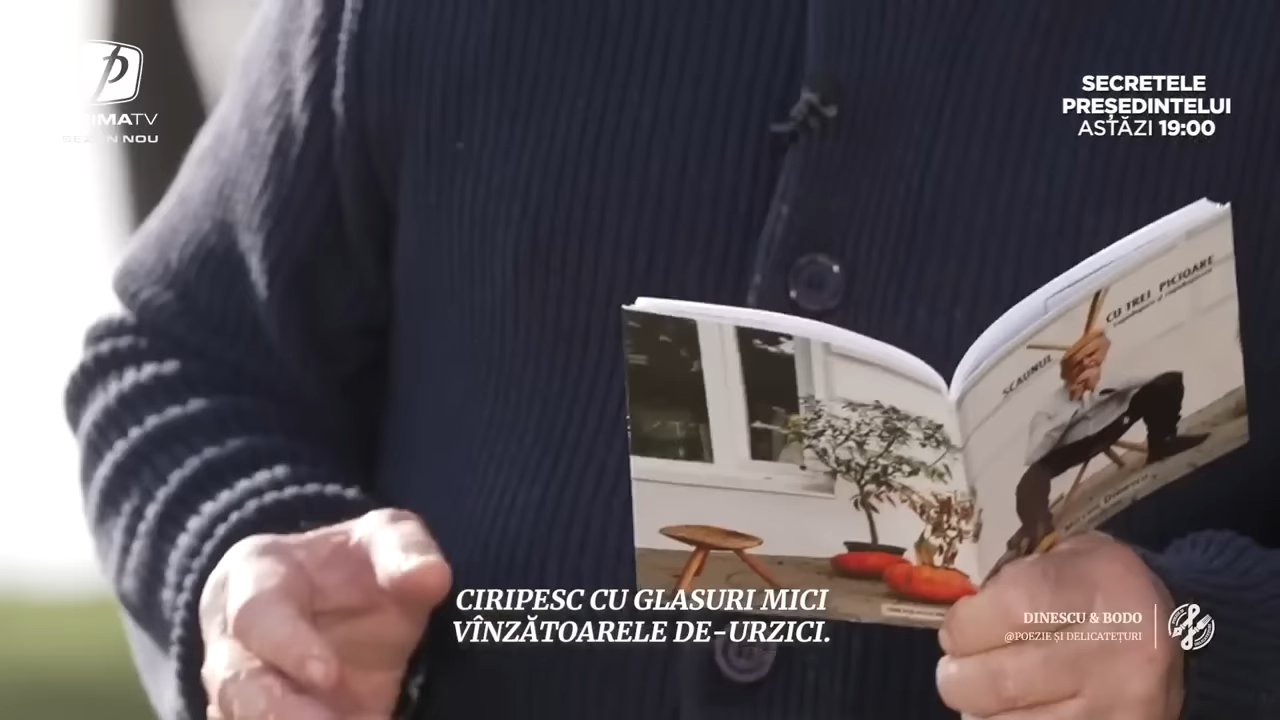 PRIMATV
SEZON NOU
SECRETELE
PREȘEDINTELUI
ASTĂZI 19:00
SCAUNUL CU TREI PICIOARE
CIRIPESC CU GLASURI MICI
VÎNZĂTOARELE DE-URZICI.
DINESCU & BODO
@POEZIE ȘI DELICATEȚURI